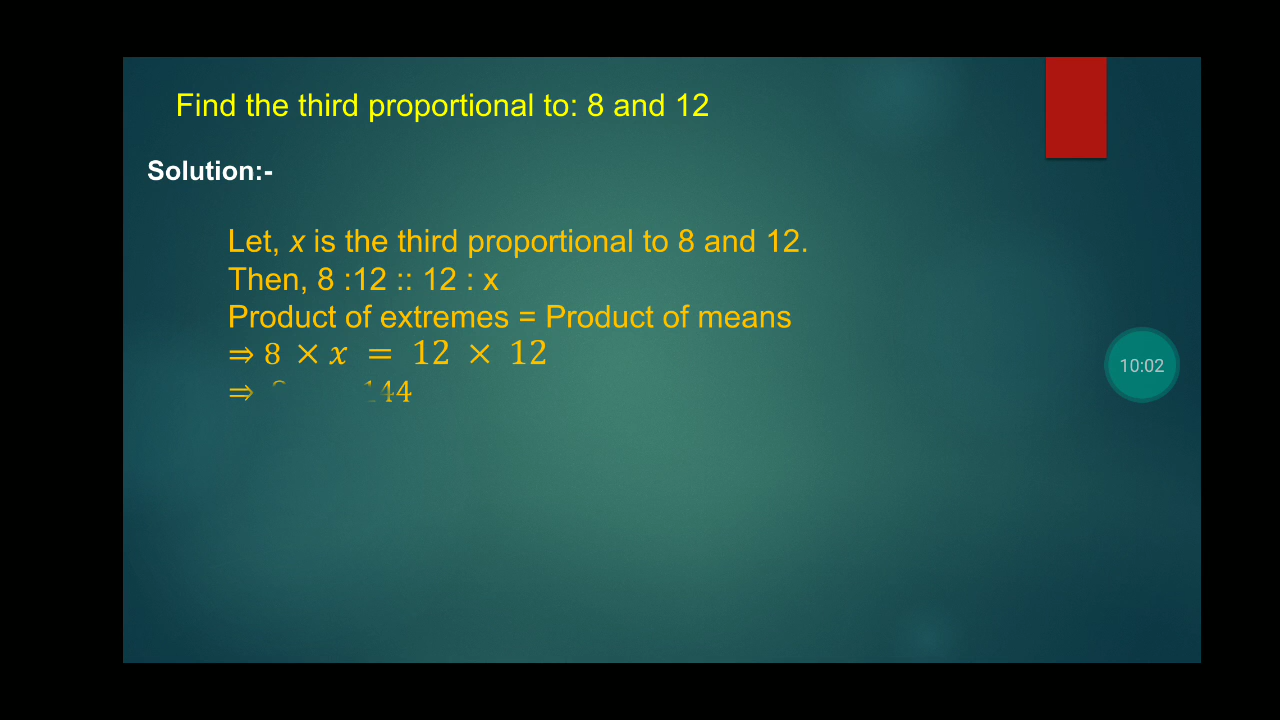 Find the third proportional to: 8 and 12
Solution:-
Let, x is the third proportional to 8 and 12.
Then, 8 :12 :: 12 : x
Product of extremes = Product of means
⇒ 8 × x = 12 × 12
10:02
⇒ 144